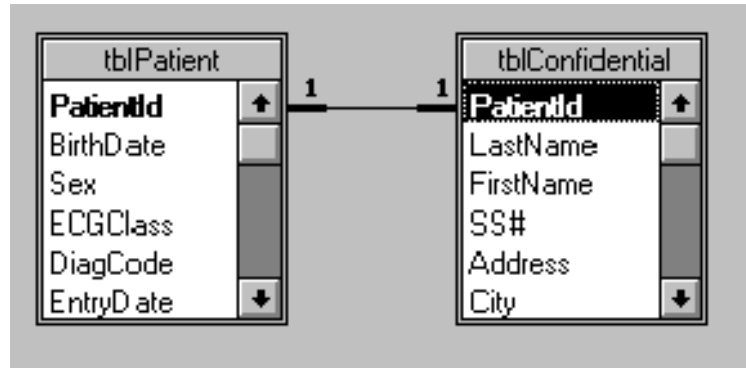 tblPatient
PatientId
BirthDate
Sex
ECGClass
DiagCode
EntryDate
1
1
tblConfidential
PatientId
LastName
FirstName
SS#
Address
City